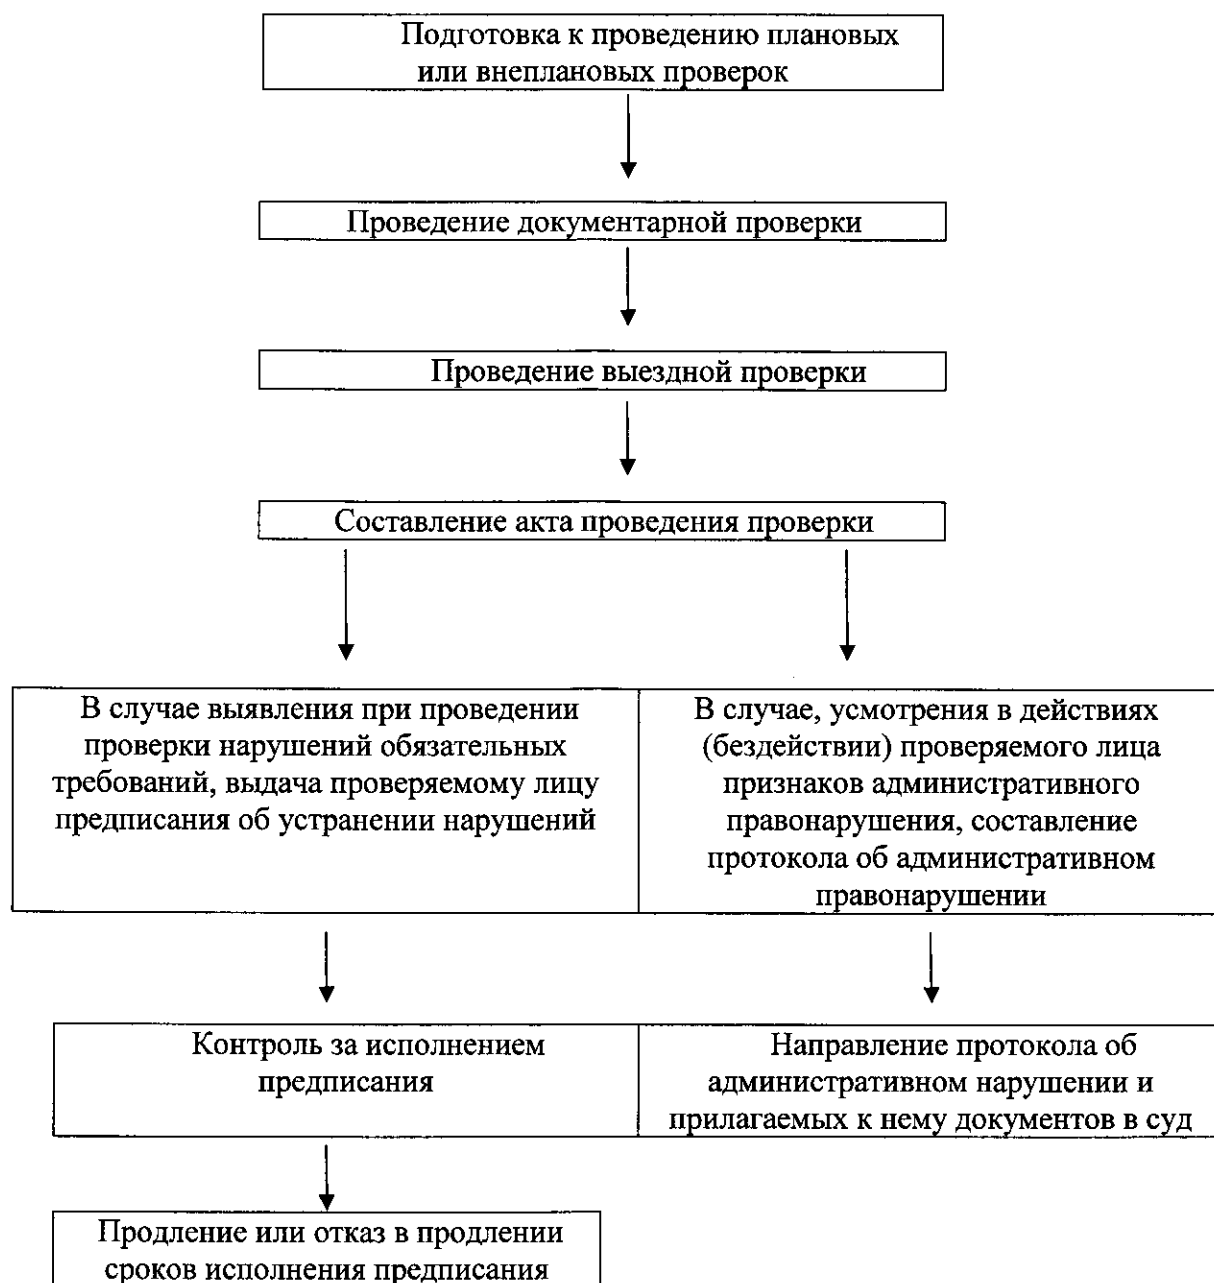 Подготовка к проведению плановых
или внеплановых проверок
Проведение документарной проверки
Проведение выездной проверки
Составление акта проведения проверки
В случае выявления при проведении
проверки нарушений обязательных
требований, выдача проверяемому лицу
предписания об устранении нарушений
В случае, усмотрения в действиях
(бездействии) проверяемого лица
признаков административного
правонарушения, составление
протокола об административном
правонарушении
Контроль за исполнением
предписания
Направление протокола об
административном нарушении и
прилагаемых к нему документов в суд
Продление или отказ в продлении
сроков исполнения предписания